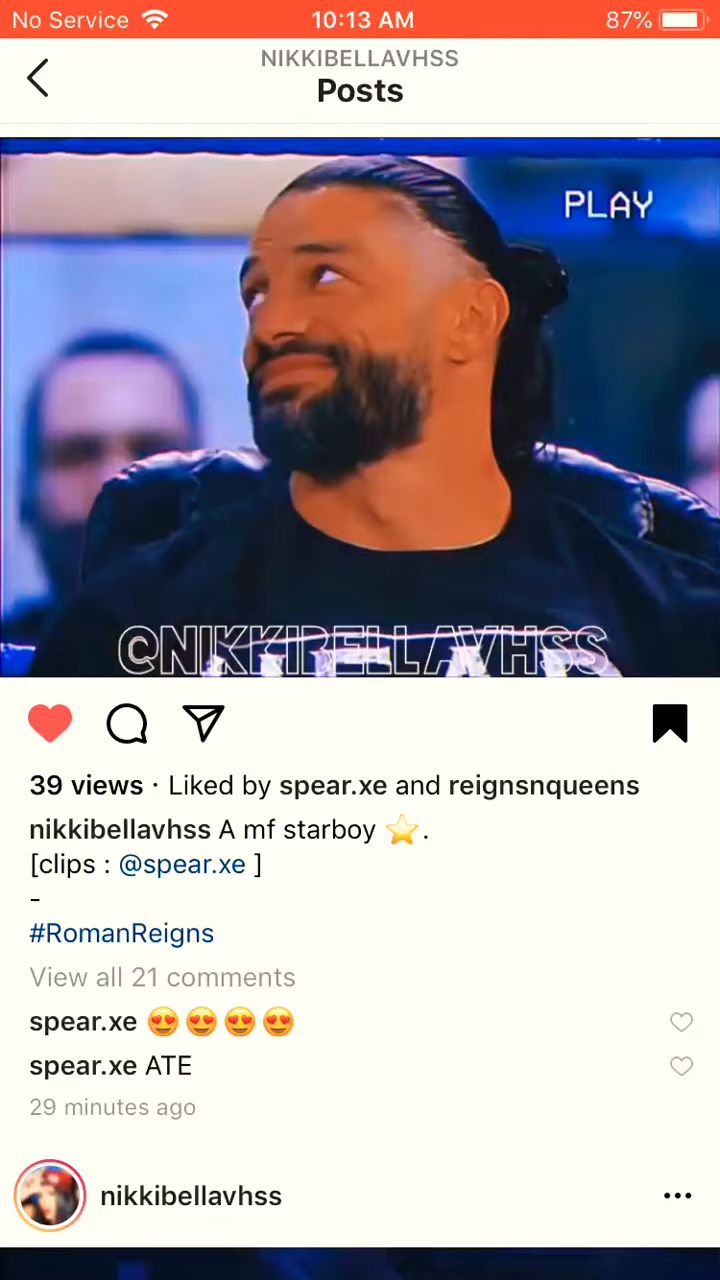 No Service 10:13 AM 87%
NIKKIBELLAVHSS
Posts
PLAY
@NIKKIBELLAVHSS
39 views · Liked by spear.xe and reignsnqueens
nikkibellavhss A mf starboy ⭐.
[clips : @spear.xe ]
-
#RomanReigns
View all 21 comments
spear.xe 😍😍😍😍
spear.xe ATE
29 minutes ago
nikkibellavhss